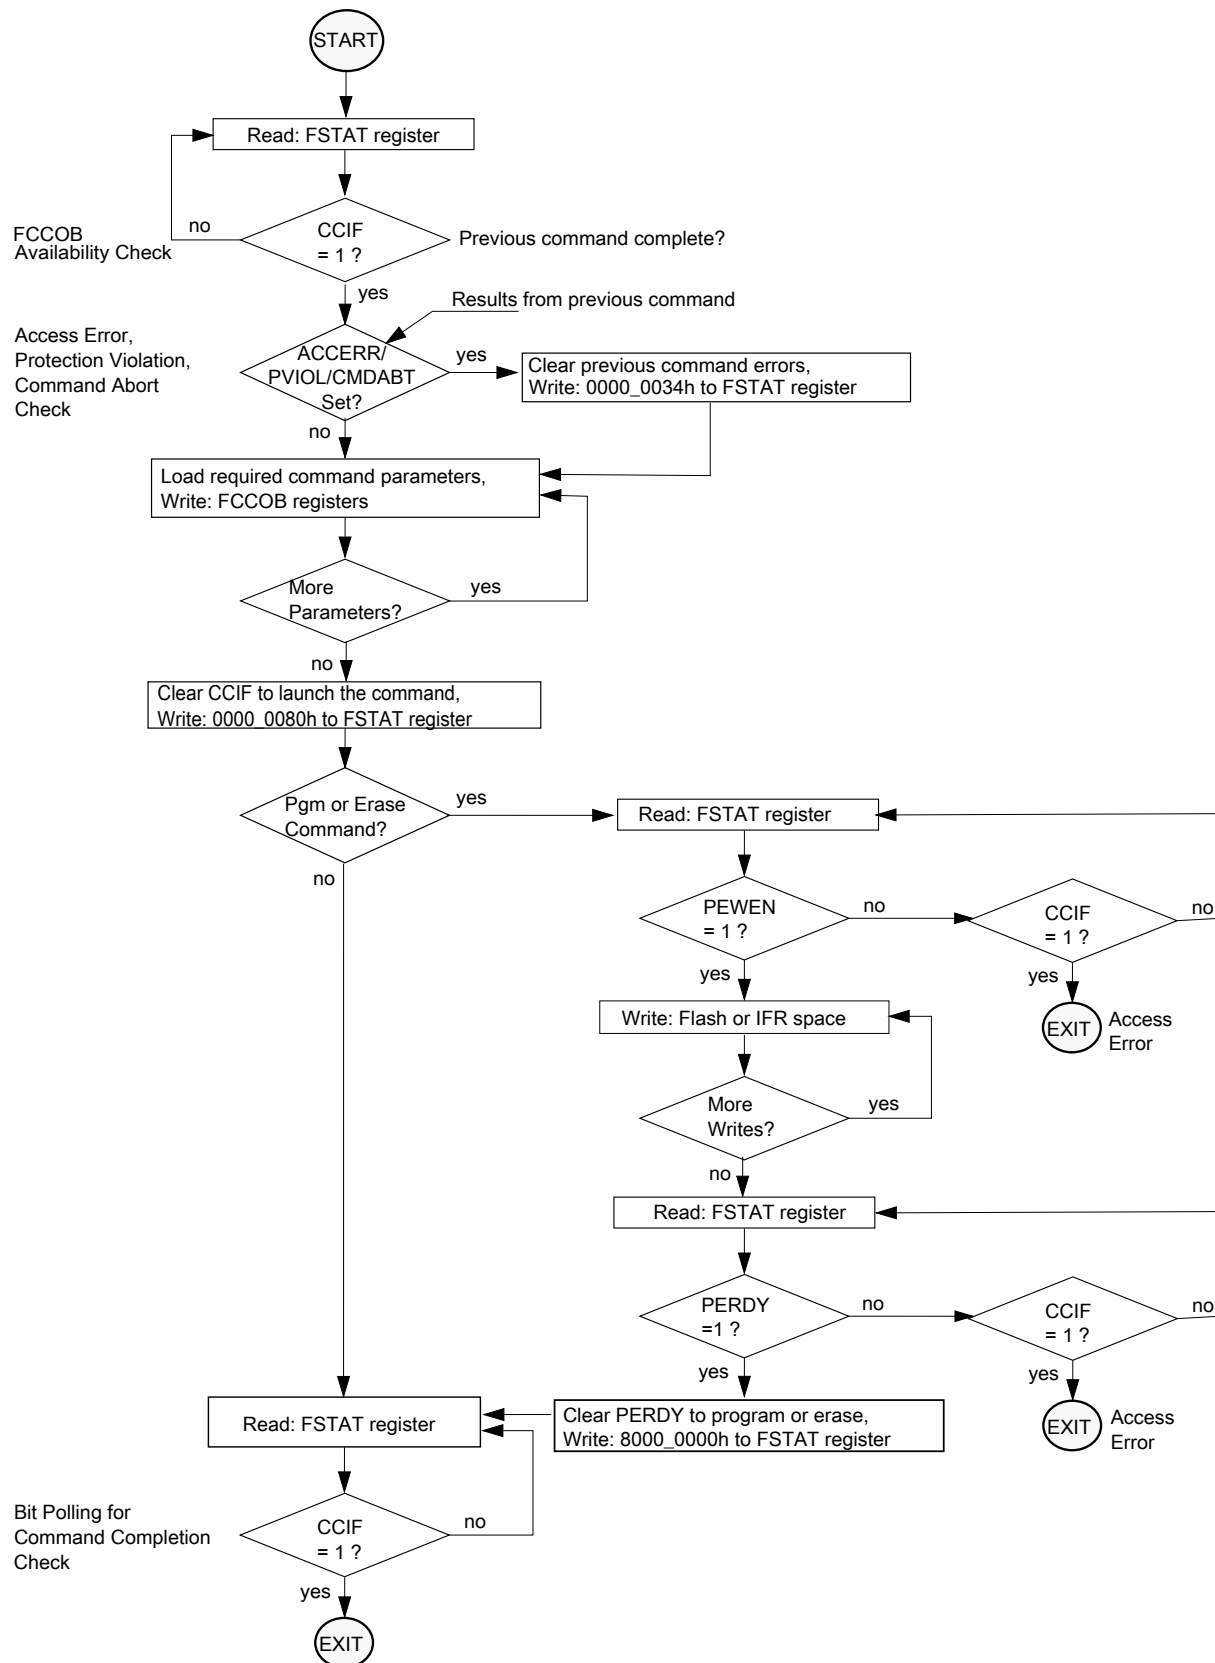 START
Read: FSTAT register
no
FCCOB
Availability Check
CCIF
= 1 ?
Previous command complete?
yes
Results from previous command
Access Error,
Protection Violation,
Command Abort
Check
ACCERR/
PVIOL/CMDABT
Set?
yes
Clear previous command errors,
Write: 0000_0034h to FSTAT register
no
Load required command parameters,
Write: FCCOB registers
More
Parameters?
yes
no
Clear CCIF to launch the command,
Write: 0000_0080h to FSTAT register
Pgm or Erase
Command?
yes
no
Read: FSTAT register
PEWEN
= 1 ?
no
CCIF
= 1 ?
no
yes
yes
EXIT
Access
Error
Write: Flash or IFR space
More
Writes?
yes
no
Read: FSTAT register
PERDY
=1 ?
no
CCIF
= 1 ?
no
yes
yes
EXIT
Access
Error
Clear PERDY to program or erase,
Write: 8000_0000h to FSTAT register
Read: FSTAT register
Bit Polling for
Command Completion
Check
CCIF
= 1 ?
no
yes
EXIT